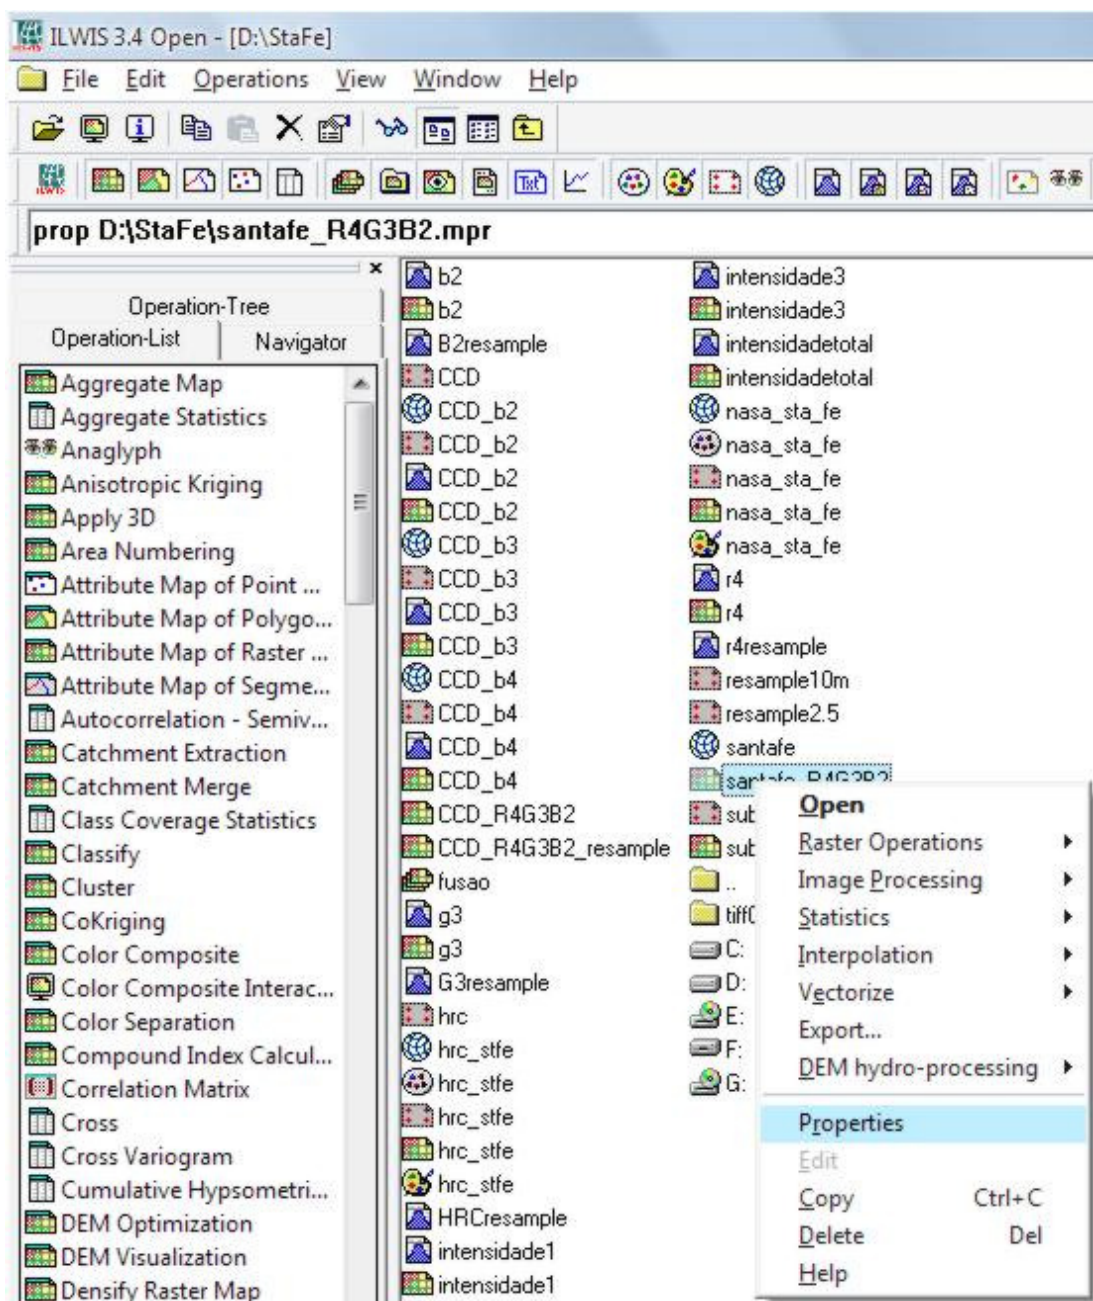 ILWIS 3.4 Open - [D:\StaFe]
File Edit Operations View Window Help
ILWIS Txt
prop D:\StaFe\santafe_R4G3B2.mpr
Operation-Tree
Operation-List Navigator
Aggregate Map
Aggregate Statistics
Anaglyph
Anisotropic Kriging
Apply 3D
Area Numbering
Attribute Map of Point ...
Attribute Map of Polygo...
Attribute Map of Raster ...
Attribute Map of Segme...
Autocorrelation - Semiv...
Catchment Extraction
Catchment Merge
Class Coverage Statistics
Classify
Cluster
CoKriging
Color Composite
Color Composite Interac...
Color Separation
Compound Index Calcul...
Correlation Matrix
Cross
Cross Variogram
Cumulative Hypsometri...
DEM Optimization
DEM Visualization
Densify Raster Map
b2
b2
B2resample
CCD
CCD_b2
CCD_b2
CCD_b2
CCD_b2
CCD_b3
CCD_b3
CCD_b3
CCD_b3
CCD_b4
CCD_b4
CCD_b4
CCD_b4
CCD_R4G3B2
CCD_R4G3B2_resample
fusao
g3
g3
G3resample
hrc
hrc_stfe
hrc_stfe
hrc_stfe
hrc_stfe
hrc_stfe
HRCresample
intensidade1
intensidade1
intensidade3
intensidade3
intensidadetotal
intensidadetotal
nasa_sta_fe
nasa_sta_fe
nasa_sta_fe
nasa_sta_fe
nasa_sta_fe
r4
r4
r4resample
resample10m
resample2.5
santafe
santafe_R4G3B2
sub
sub
..
C:
D:
E:
F:
G:
Open
Raster Operations
Image Processing
Statistics
Interpolation
Vectorize
Export...
DEM hydro-processing
Properties
Edit
Copy Ctrl+C
Delete Del
Help